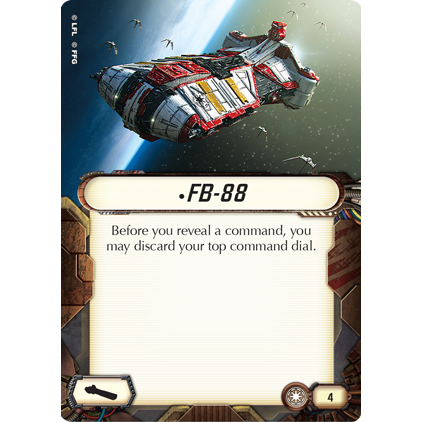 © LFL © FFG
•FB-88
Before you reveal a command, you
may discard your top command dial.
4